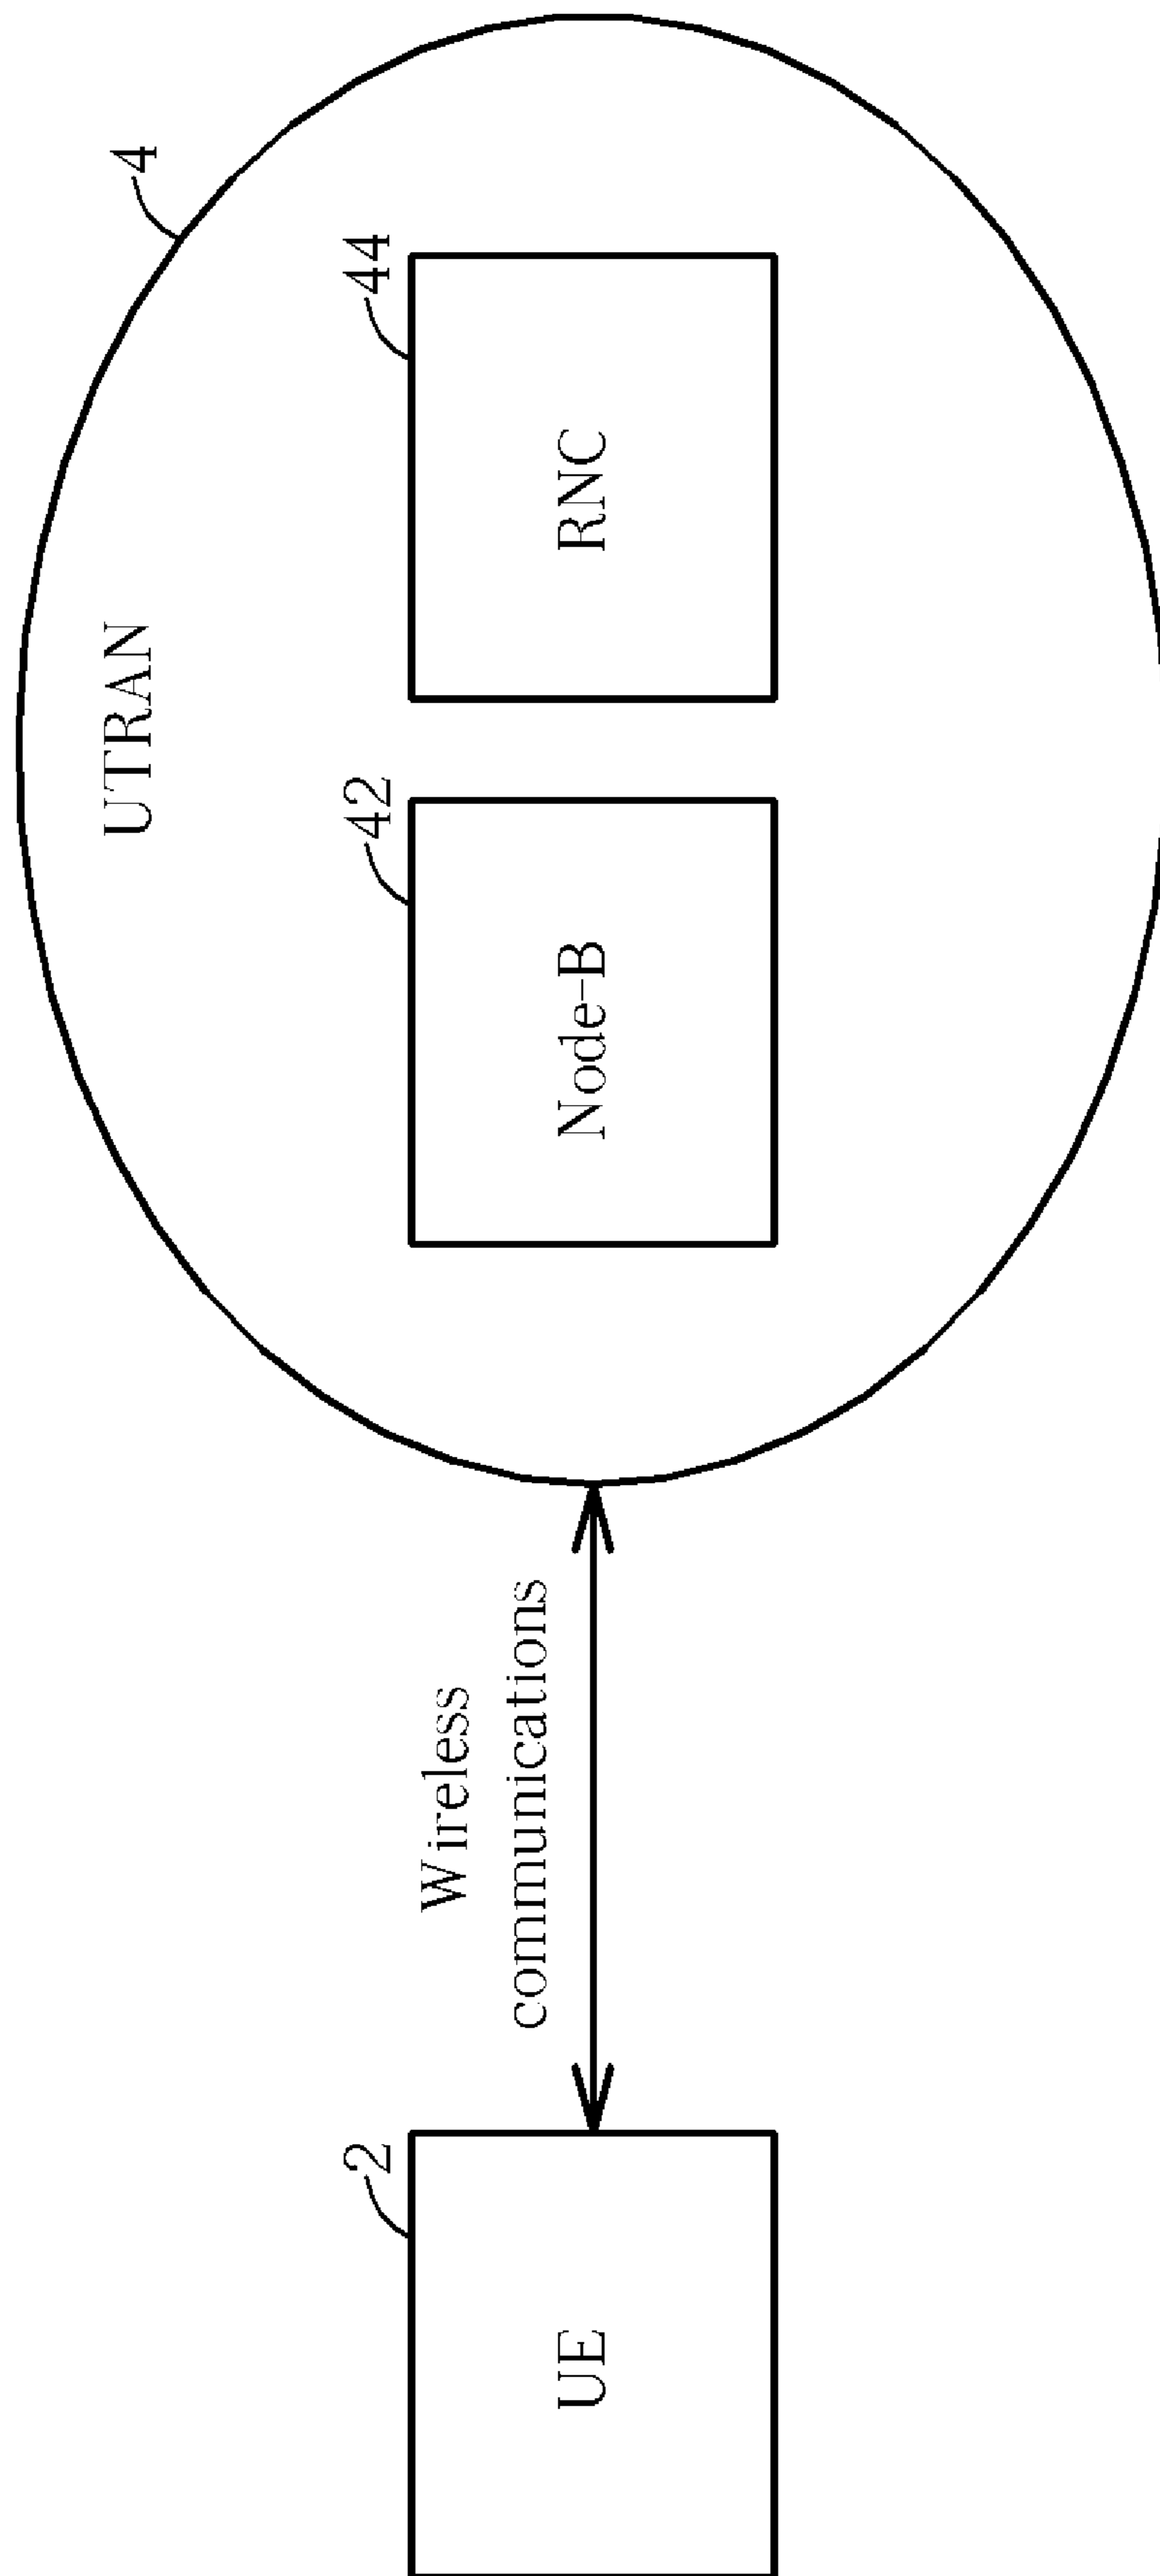 UTRAN
4
UE
2
Wireless
communications
Node-B
42
RNC
44